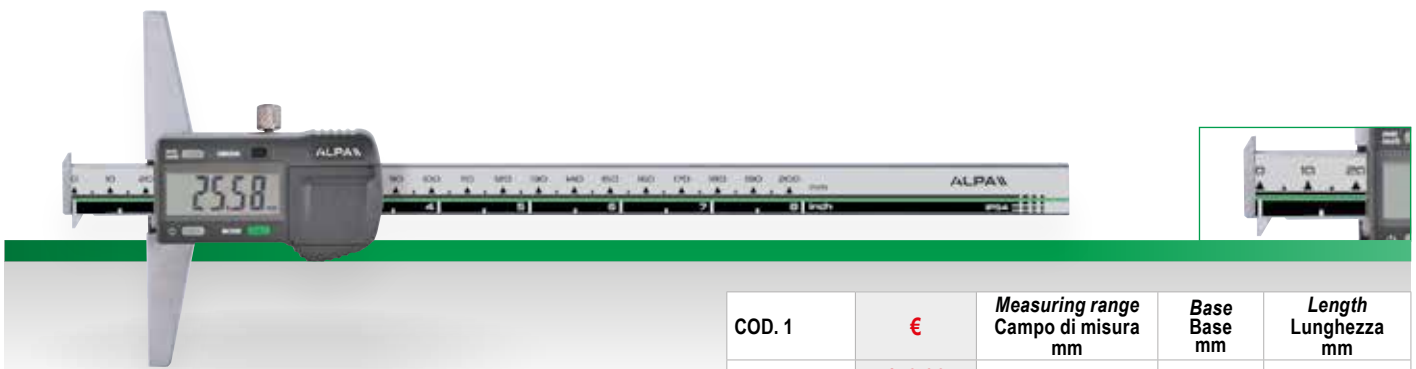 ALPA
25.58
0 10 20
90 100 110 120 130 140 150 160 170 180 190 200 mm
ALPA
4 5 6 7 8 inch
IP54
0 10 20
COD. 1
€
Measuring range
Campo di misura
mm
Base
Base
mm
Length
Lunghezza
mm